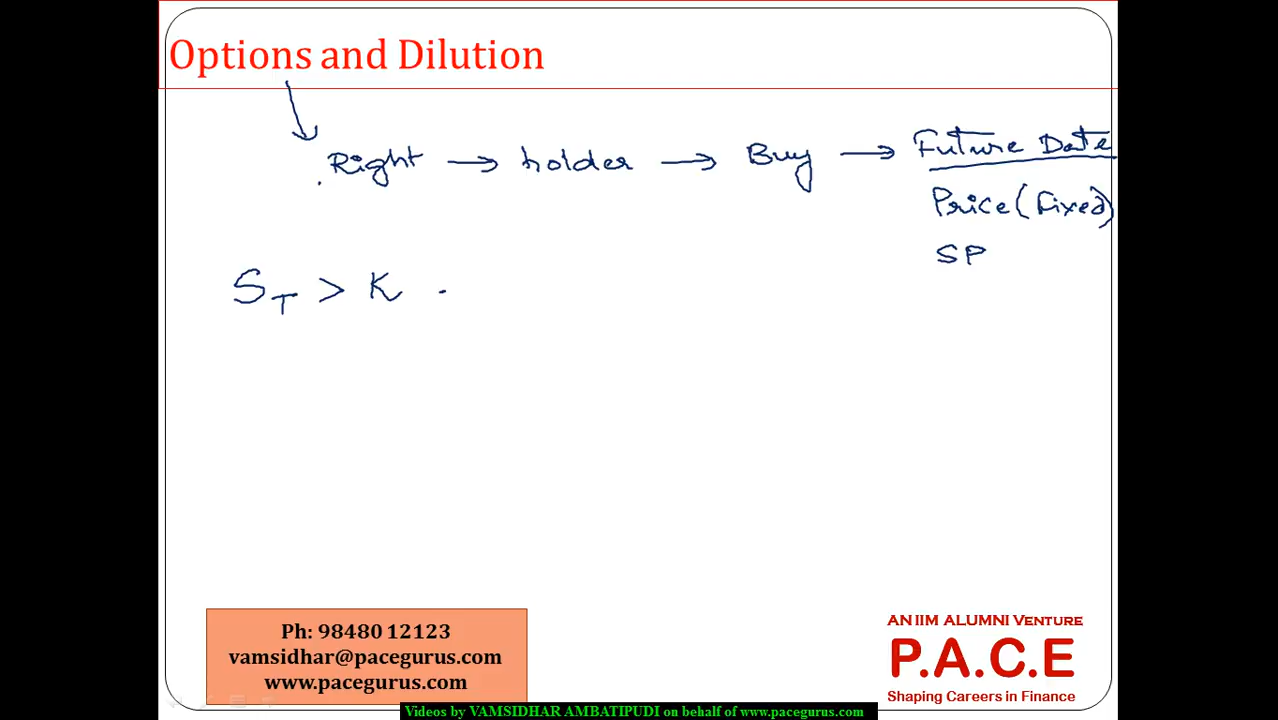 Options and Dilution
Right → holder → Buy → Future Date
Price (Fixed)
SP
S_T > K
Ph: 98480 12123
vamsidhar@pacegurus.com
www.pacegurus.com
AN IIM ALUMNI VENTURE
P.A.C.E
Shaping Careers in Finance
Videos by VAMSIDHAR AMBATIPUDI on behalf of www.pacegurus.com